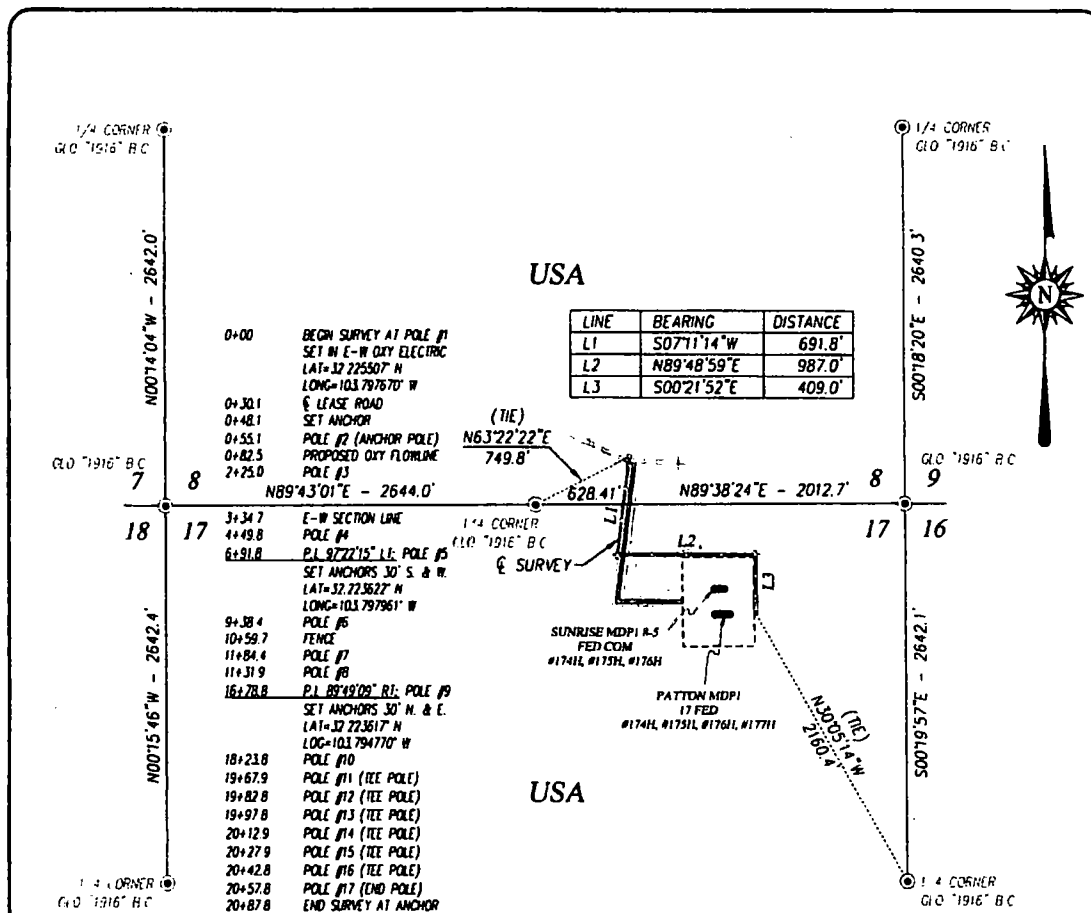 1/4 CORNER
GLO "1916" B.C
1/4 CORNER
GLO "1916" B.C
N00°14'04"W - 2642.0'
S00°18'20"E - 2640.3'
USA
N
LINE BEARING DISTANCE
L1 S07°11'14"W 691.8'
L2 N89°48'59"E 987.0'
L3 S00°21'52"E 409.0'
0+00 BEGIN SURVEY AT POLE #1
SET IN E-W OXY ELECTRIC
LAT=32.225507° N
LONG=103.797670° W
0+30.1 ℄ LEASE ROAD
0+48.1 SET ANCHOR
0+55.1 POLE #2 (ANCHOR POLE)
0+82.5 PROPOSED OXY FLOWLINE
2+25.0 POLE #3
(TIE)
N63°22'22"E
749.8'
GLO "1916" B.C
7 8
N89°43'01"E - 2644.0'
628.41'
N89°38'24"E - 2012.7'
8 9
GLO "1916" B.C
18 17
1/4 CORNER
GLO "1916" B.C
17 16
L1
L2
L3
℄ SURVEY
3+34.7 E-W SECTION LINE
4+49.8 POLE #4
6+91.8 P.I. 97°22'15" LT: POLE #5
SET ANCHORS 30' S. & W.
LAT=32.223622° N
LONG=103.797961° W
9+38.4 POLE #6
10+59.7 FENCE
11+84.4 POLE #7
11+31.9 POLE #8
16+78.8 P.I. 89°49'09" RT: POLE #9
SET ANCHORS 30' N. & E.
LAT=32.223617° N
LOG=103.794770° W
18+23.8 POLE #10
19+67.9 POLE #11 (TEE POLE)
19+82.8 POLE #12 (TEE POLE)
19+97.8 POLE #13 (TEE POLE)
20+12.9 POLE #14 (TEE POLE)
20+27.9 POLE #15 (TEE POLE)
20+42.8 POLE #16 (TEE POLE)
20+57.8 POLE #17 (END POLE)
20+87.8 END SURVEY AT ANCHOR
SUNRISE MDP1 8-5
FED COM
#174H, #175H, #176H
PATTON MDP1
17 FED
#174H, #175H, #176H, #177H
N00°15'46"W - 2642.4'
S00°19'57"E - 2642.1'
(TIE)
N30°05'14"W
2160.4'
USA
1/4 CORNER
GLO "1916" B.C
1/4 CORNER
GLO "1916" B.C